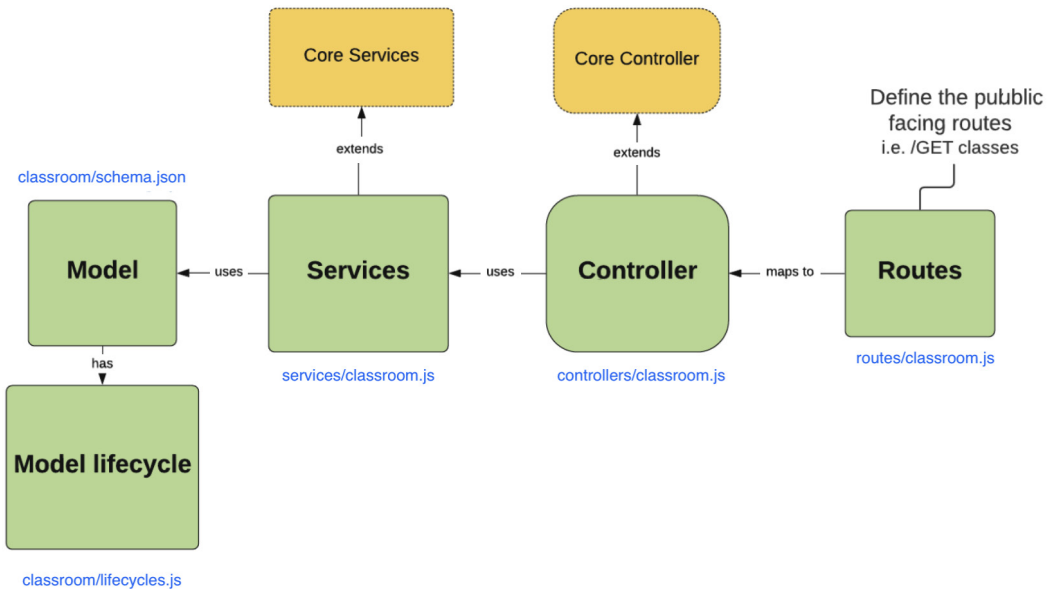 Core Services
Core Controller
Define the puublic
facing routes
i.e. /GET classes
extends
extends
classroom/schema.json
Model
uses
Services
uses
Controller
maps to
Routes
has
services/classroom.js
controllers/classroom.js
routes/classroom.js
Model lifecycle
classroom/lifecycles.js